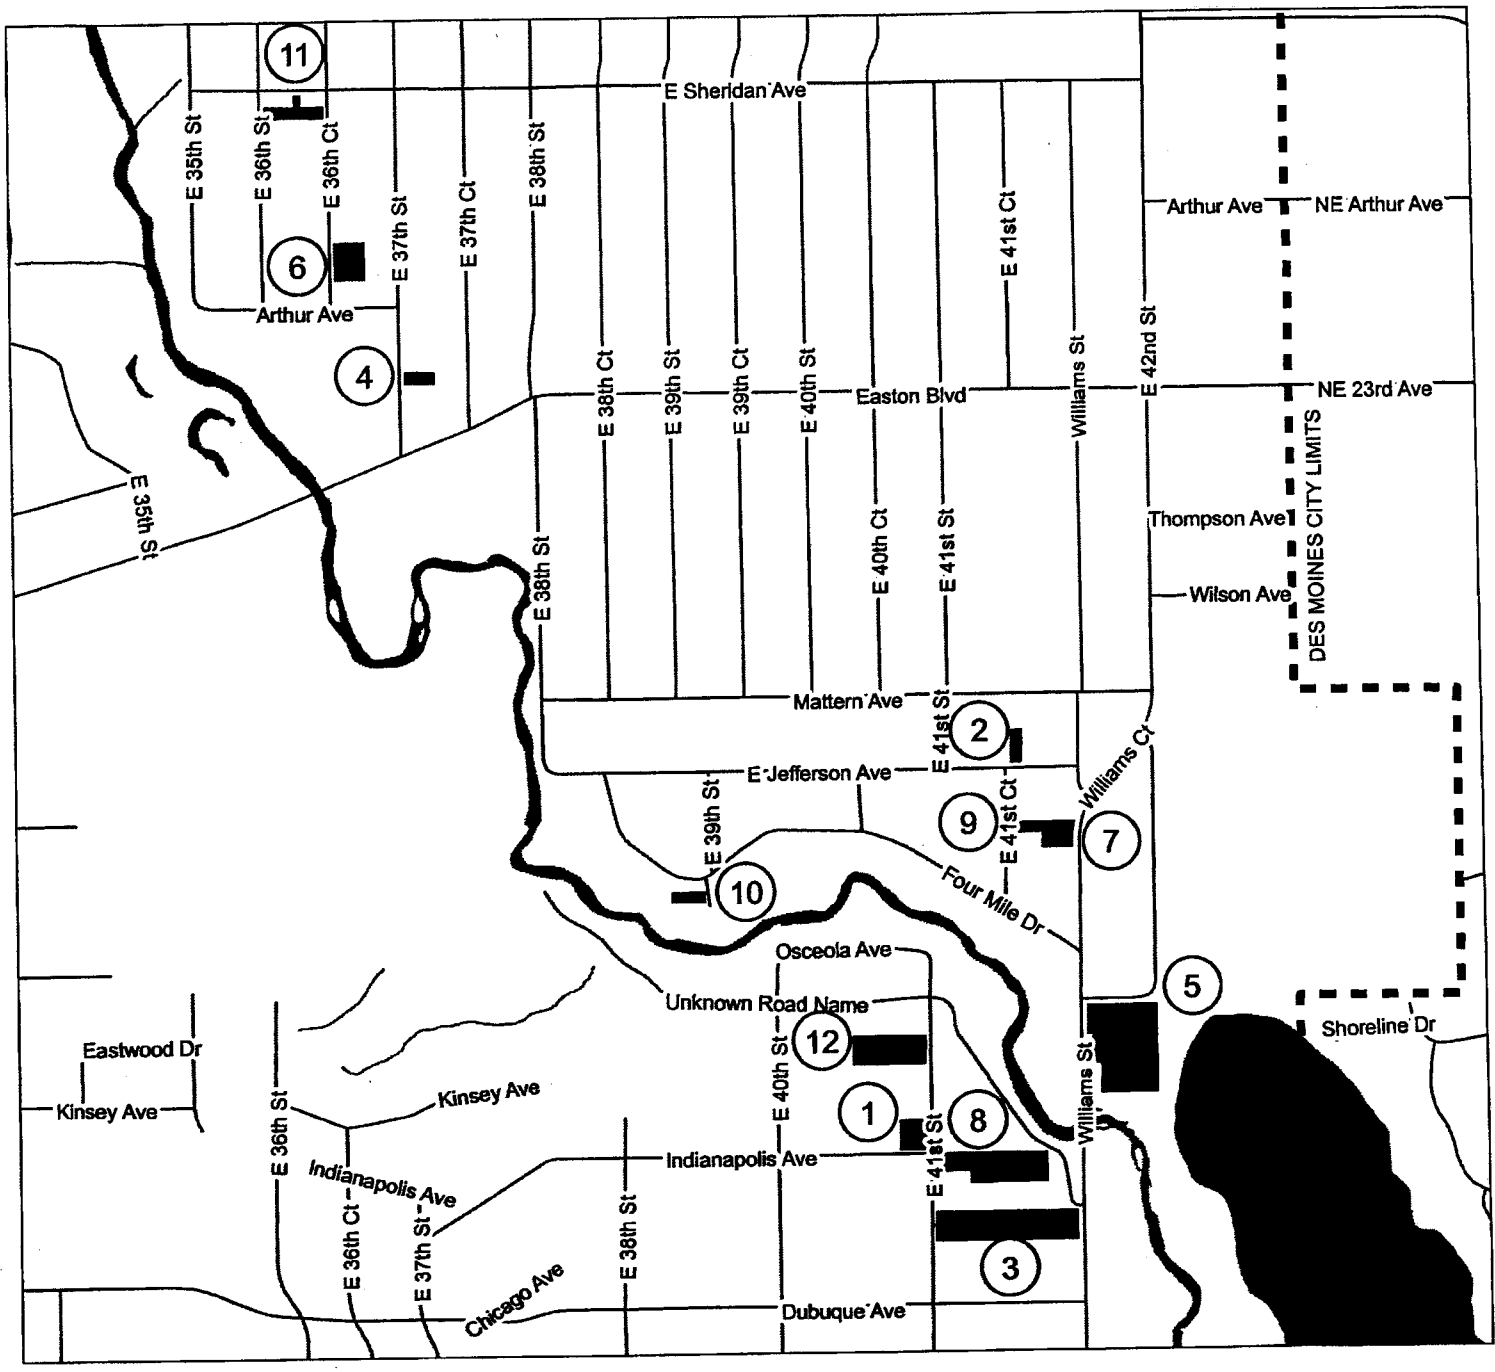 11
E Sheridan Ave
E 35th St
E 36th St
E 36th Ct
E 37th St
E 37th Ct
E 38th St
E 41st Ct
Arthur Ave
NE Arthur Ave
6
Arthur Ave
4
E 38th Ct
E 39th St
E 39th Ct
E 40th St
Easton Blvd
Williams St
E 42nd St
NE 23rd Ave
DES MOINES CITY LIMITS
E 35th St
E 38th St
E 40th Ct
E 41st St
Thompson Ave
Wilson Ave
Mattern Ave
E 41st St
2
Williams Ct
E Jefferson Ave
E 39th St
E 41st Ct
9
7
10
Four Mile Dr
Osceola Ave
5
Unknown Road Name
Shoreline Dr
12
Eastwood Dr
E 40th St
Williams St
Kinsey Ave
Kinsey Ave
1
8
E 36th St
Indianapolis Ave
Indianapolis Ave
E 41st St
E 36th Ct
E 37th St
E 38th St
3
Chicago Ave
Dubuque Ave